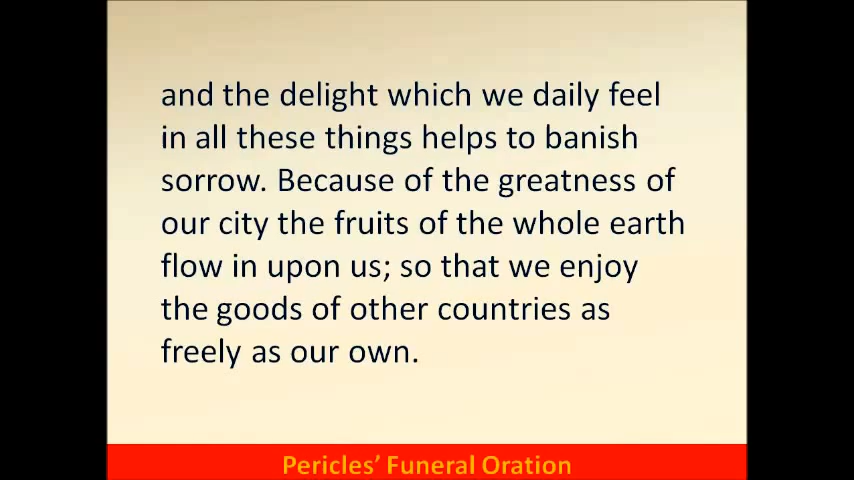 and the delight which we daily feel
in all these things helps to banish
sorrow. Because of the greatness of
our city the fruits of the whole earth
flow in upon us; so that we enjoy
the goods of other countries as
freely as our own.
Pericles’ Funeral Oration